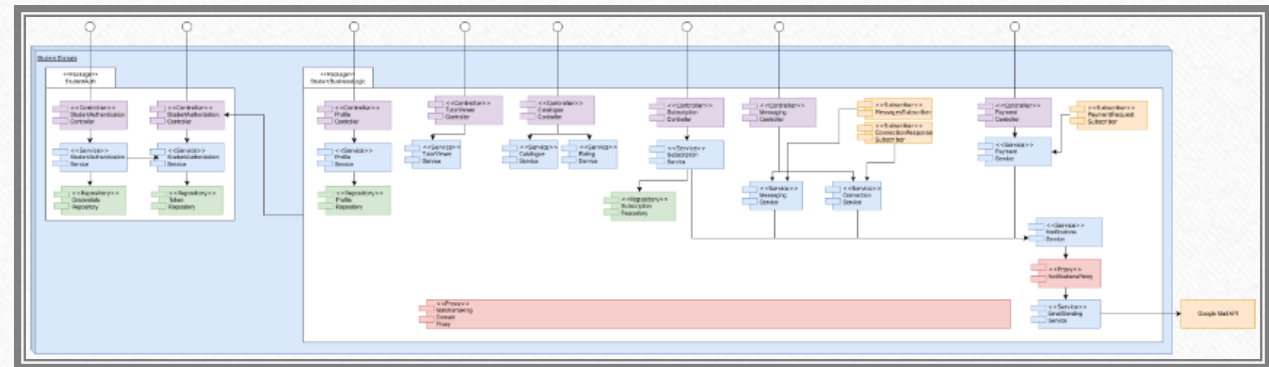 Student Domain
<<Package>>
StudentAuth
<<Package>>
StudentBusinessLogic
<<Controller>>
StudentAuthentication
Controller
<<Controller>>
StudentAuthorization
Controller
<<Controller>>
Profile
Controller
<<Controller>>
TutorViewer
Controller
<<Controller>>
Catalogue
Controller
<<Controller>>
Subscription
Controller
<<Controller>>
Messaging
Controller
<<Subscriber>>
MessagesSubscriber
<<Subscriber>>
ConnectionResponse
Subscriber
<<Controller>>
Payment
Controller
<<Subscriber>>
PaymentRequest
Subscriber
<<Service>>
StudentAuthentication
Service
<<Service>>
StudentAuthorization
Service
<<Service>>
Profile
Service
<<Service>>
TutorViewer
Service
<<Service>>
Catalogue
Service
<<Service>>
Rating
Service
<<Service>>
Subscription
Service
<<Service>>
Payment
Service
<<Repository>>
Credentials
Repository
<<Repository>>
Token
Repository
<<Repository>>
Profile
Repository
<<Repository>>
Subscription
Repository
<<Service>>
Messaging
Service
<<Service>>
Connection
Service
<<Service>>
Notifications
Service
<<Proxy>>
NotificationsProxy
<<Proxy>>
Matchmaking
Domain
Proxy
<<Service>>
EmailSending
Service
Google Mail API